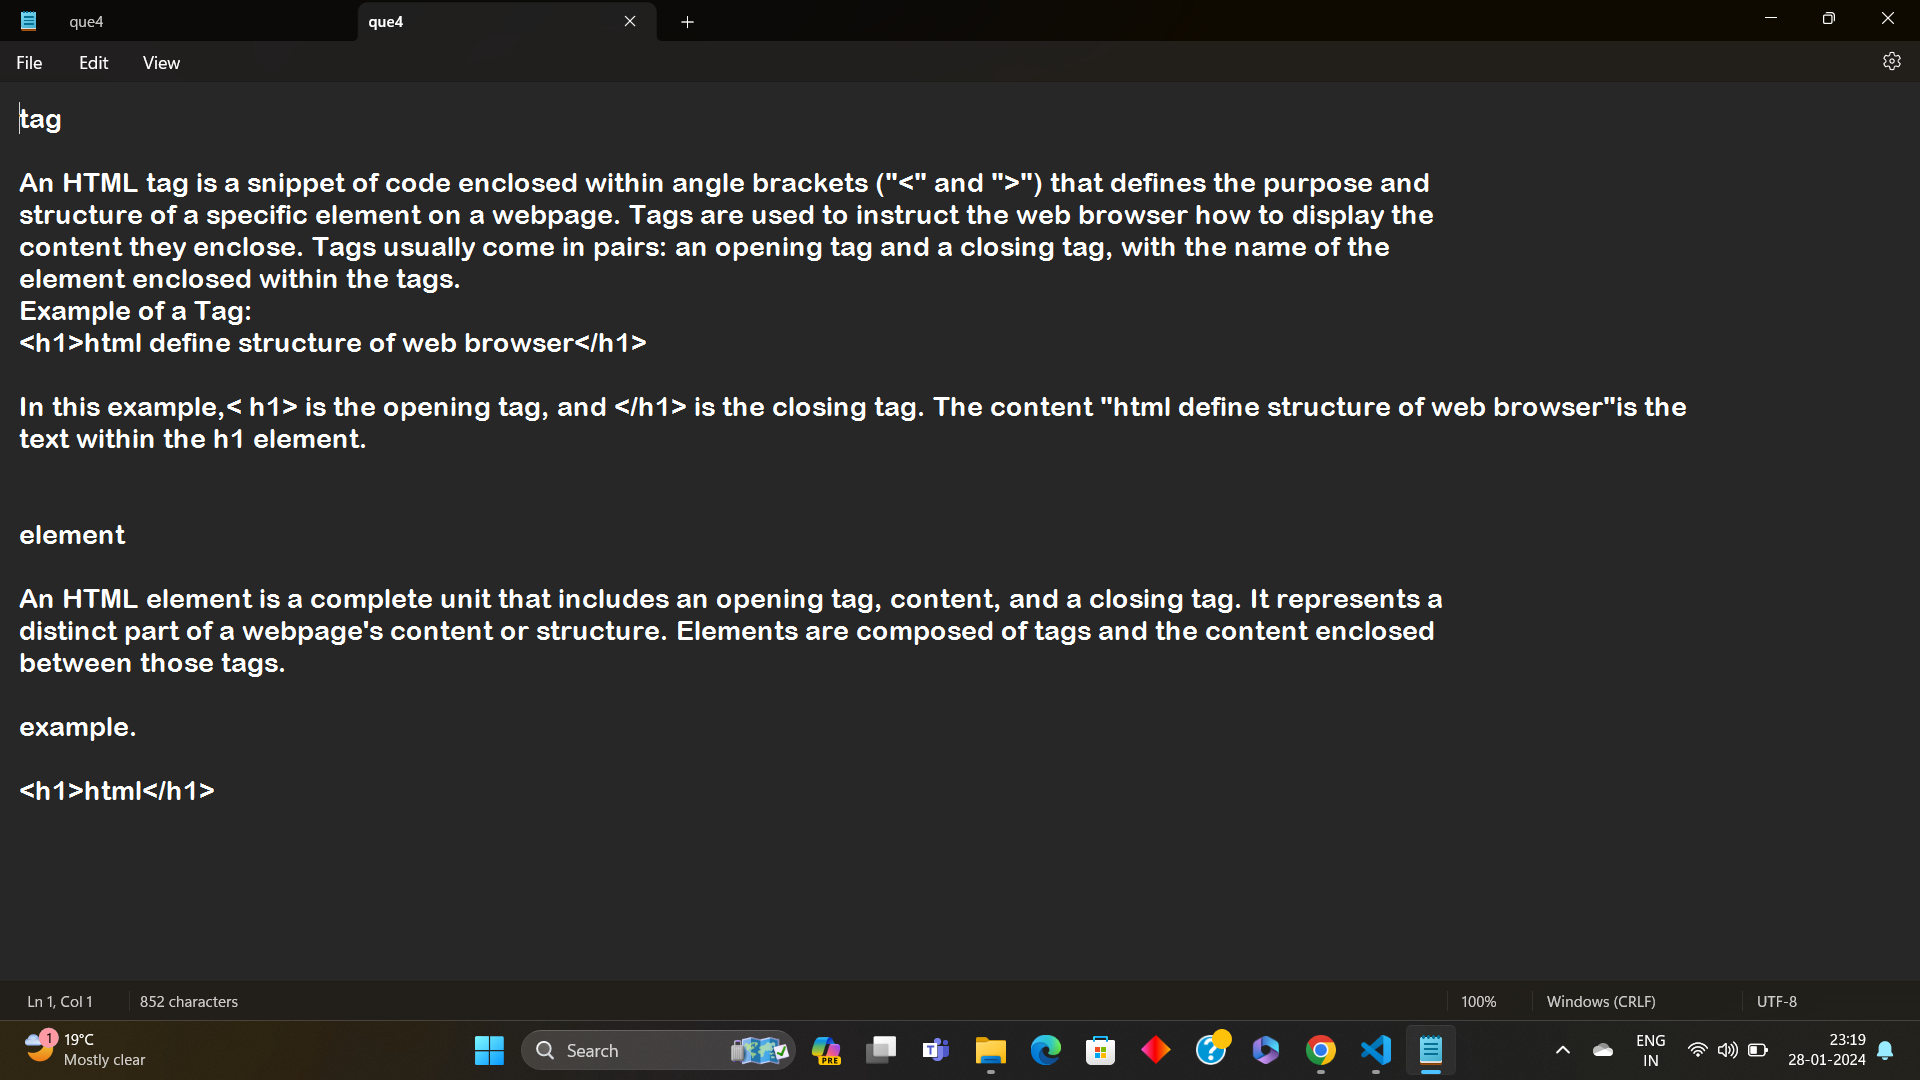 que4
que4
File Edit View
tag
An HTML tag is a snippet of code enclosed within angle brackets ("<" and ">") that defines the purpose and
structure of a specific element on a webpage. Tags are used to instruct the web browser how to display the
content they enclose. Tags usually come in pairs: an opening tag and a closing tag, with the name of the
element enclosed within the tags.
Example of a Tag:
<h1>html define structure of web browser</h1>
In this example,< h1> is the opening tag, and </h1> is the closing tag. The content "html define structure of web browser"is the
text within the h1 element.
element
An HTML element is a complete unit that includes an opening tag, content, and a closing tag. It represents a
distinct part of a webpage's content or structure. Elements are composed of tags and the content enclosed
between those tags.
example.
<h1>html</h1>
Ln 1, Col 1 852 characters 100% Windows (CRLF) UTF-8
1
19°C
Mostly clear
Search
PRE
ENG
IN
23:19
28-01-2024